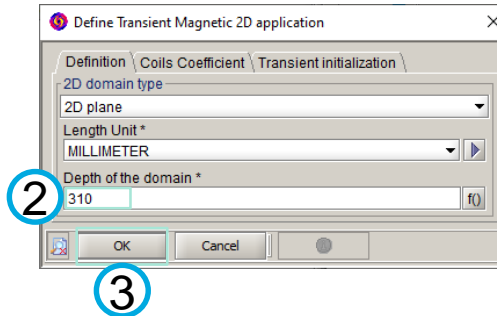 Define Transient Magnetic 2D application
Definition Coils Coefficient Transient initialization
2D domain type
2D plane
Length Unit *
MILLIMETER
Depth of the domain *
2
310 f()
OK Cancel
3